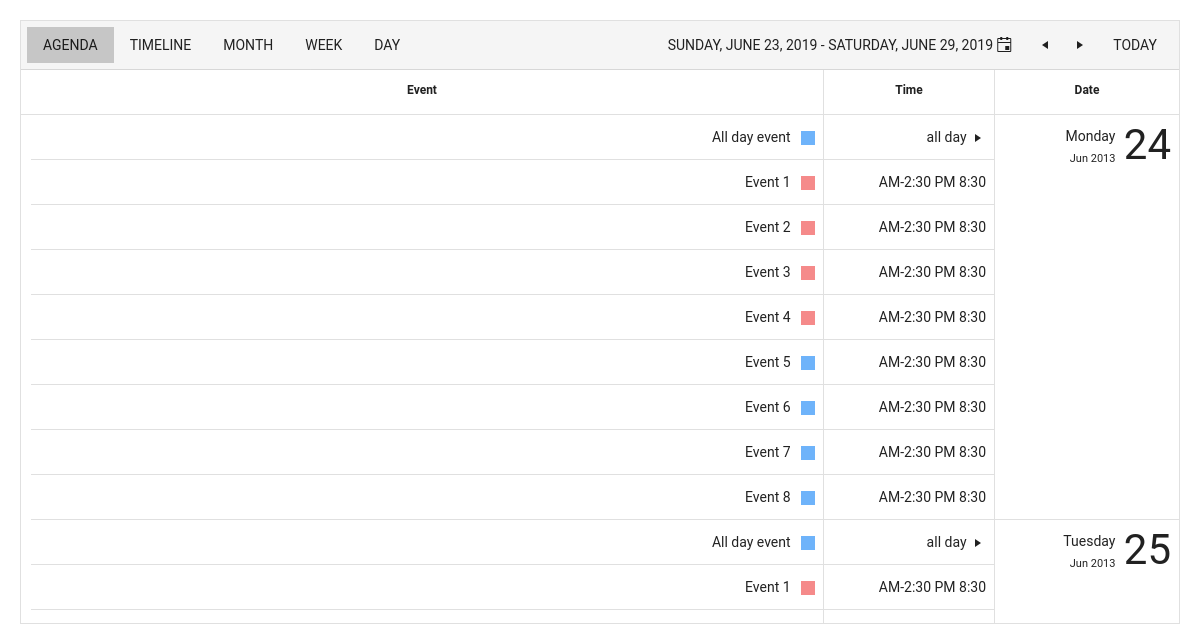 AGENDA TIMELINE MONTH WEEK DAY SUNDAY, JUNE 23, 2019 - SATURDAY, JUNE 29, 2019 TODAY
Event Time Date
All day event all day Monday 24
Jun 2013
Event 1 AM-2:30 PM 8:30
Event 2 AM-2:30 PM 8:30
Event 3 AM-2:30 PM 8:30
Event 4 AM-2:30 PM 8:30
Event 5 AM-2:30 PM 8:30
Event 6 AM-2:30 PM 8:30
Event 7 AM-2:30 PM 8:30
Event 8 AM-2:30 PM 8:30
All day event all day Tuesday 25
Jun 2013
Event 1 AM-2:30 PM 8:30